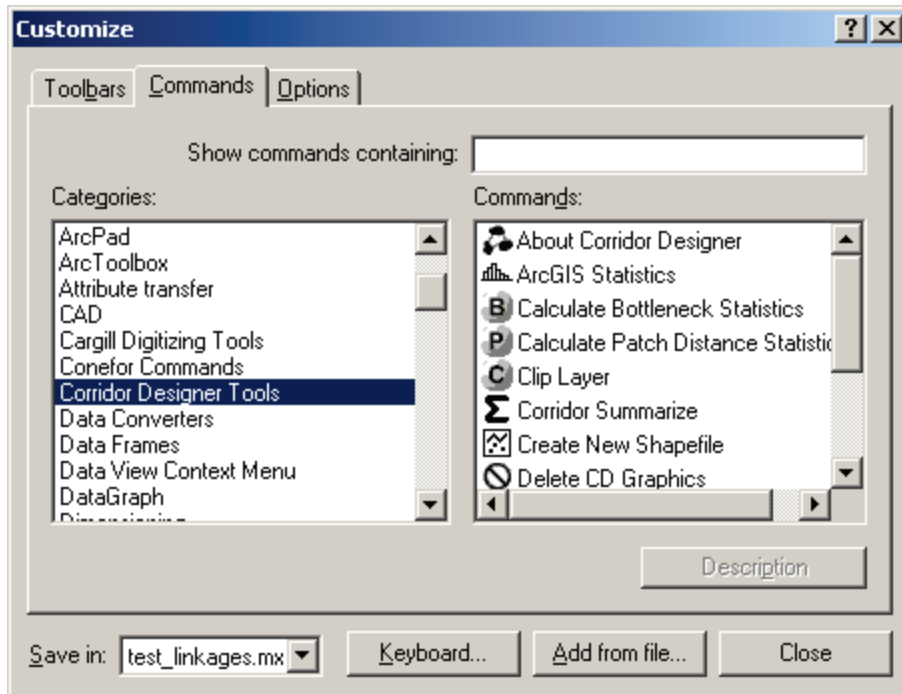 Customize
Toolbars Commands Options
Show commands containing:
Categories: Commands:
ArcPad
ArcToolbox
Attribute transfer
CAD
Cargill Digitizing Tools
Conefor Commands
Corridor Designer Tools
Data Converters
Data Frames
Data View Context Menu
DataGraph
Dimensioning
About Corridor Designer
ArcGIS Statistics
B Calculate Bottleneck Statistics
P Calculate Patch Distance Statistic
C Clip Layer
Σ Corridor Summarize
Create New Shapefile
Delete CD Graphics
Description
Save in: test_linkages.mx Keyboard... Add from file... Close